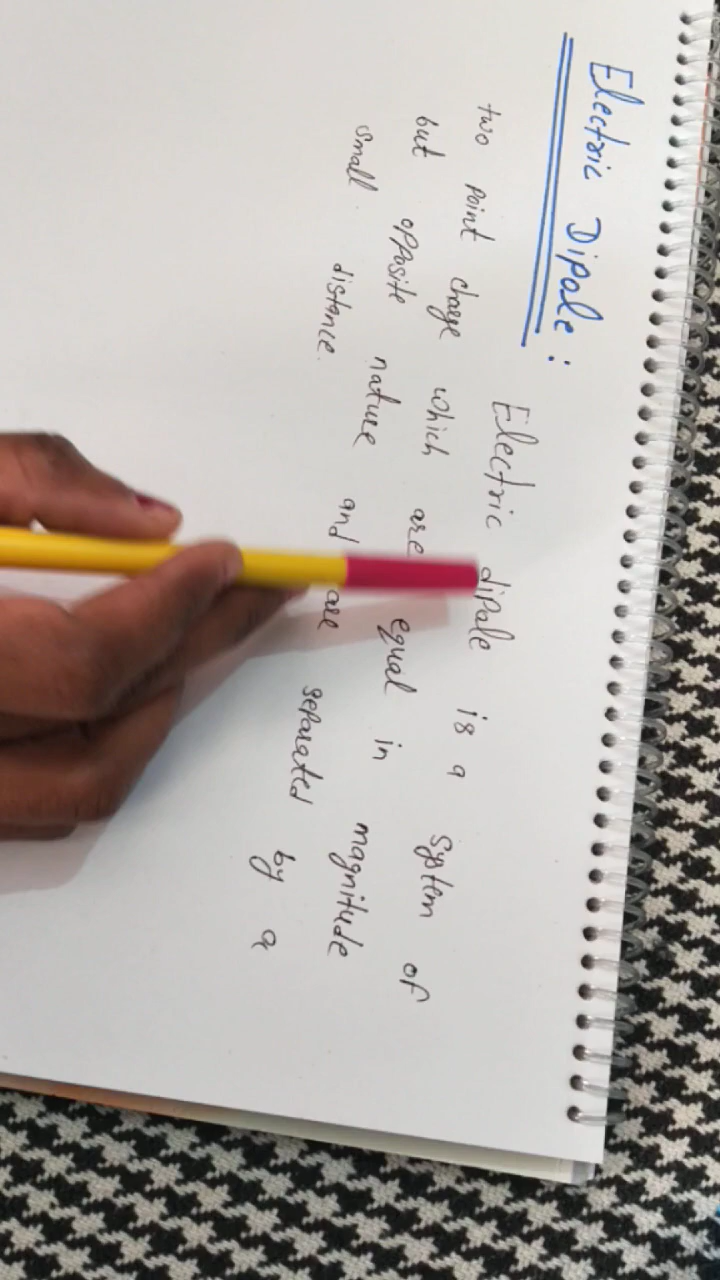 Electric Dipole :
Electric dipole is a system of
two point charge which are equal in magnitude
but opposite nature and are separated by a
small distance.